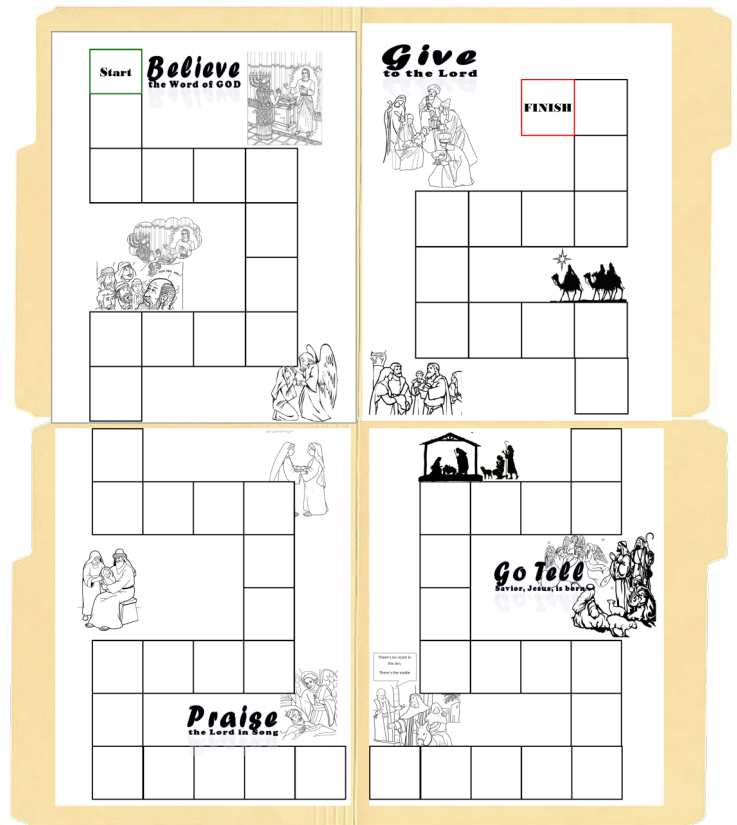 Start
Believe
the Word of GOD
Give
to the Lord
FINISH
Praise
the Lord in Song
Go Tell
Savior, Jesus, is born
There's no room in
the inn.
There's the stable